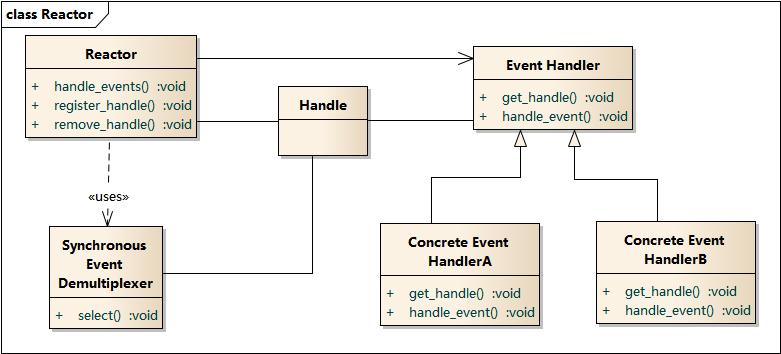 class Reactor
Reactor
+ handle_events() :void
+ register_handle() :void
+ remove_handle() :void
Handle
Event Handler
+ get_handle() :void
+ handle_event() :void
«uses»
Synchronous
Event
Demultiplexer
+ select() :void
Concrete Event
HandlerA
+ get_handle() :void
+ handle_event() :void
Concrete Event
HandlerB
+ get_handle() :void
+ handle_event() :void